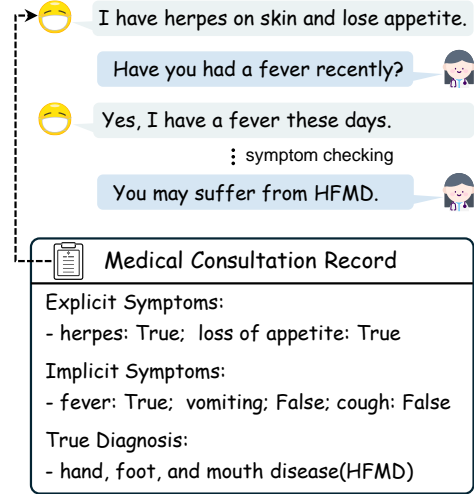 I have herpes on skin and lose appetite.
Have you had a fever recently?
Yes, I have a fever these days.
symptom checking
You may suffer from HFMD.
Medical Consultation Record
Explicit Symptoms:
- herpes: True;  loss of appetite: True
Implicit Symptoms:
- fever: True;  vomiting; False; cough: False
True Diagnosis:
- hand, foot, and mouth disease(HFMD)